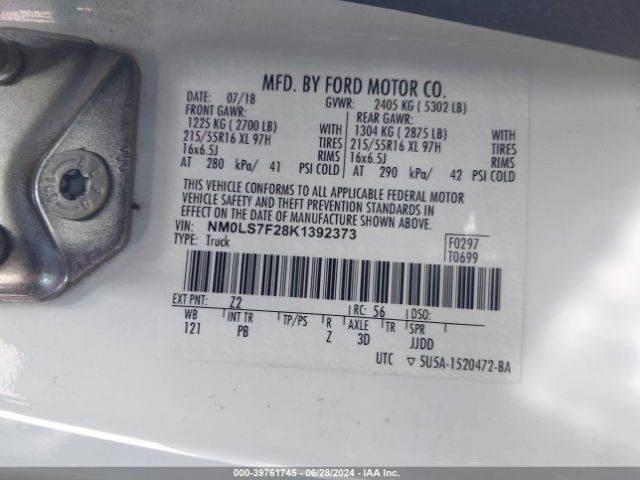 MFD. BY FORD MOTOR CO.
DATE: 07/18 GVWR: 2405 KG ( 5302 LB)
FRONT GAWR: REAR GAWR:
1225 KG ( 2700 LB) WITH 1304 KG ( 2875 LB) WITH
215/55R16 XL 97H TIRES 215/55R16 XL 97H TIRES
16x6.5J RIMS 16x6.5J RIMS
AT 280 kPa/ 41 PSI COLD AT 290 kPa/ 42 PSI COLD
THIS VEHICLE CONFORMS TO ALL APPLICABLE FEDERAL MOTOR
VEHICLE SAFETY AND THEFT PREVENTION STANDARDS IN
EFFECT ON THE DATE OF MANUFACTURE SHOWN ABOVE.
VIN: NM0LS7F28K1392373
TYPE: Truck
F0297
T0699
EXT PNT: Z2 RC: 56 DSO:
WB INT TR TP/PS R AXLE TR SPR
121 PB Z 3D JJDD
UTC ▽ 5U5A-1520472-BA
000-39761745 - 06/28/2024 - IAAI.COM